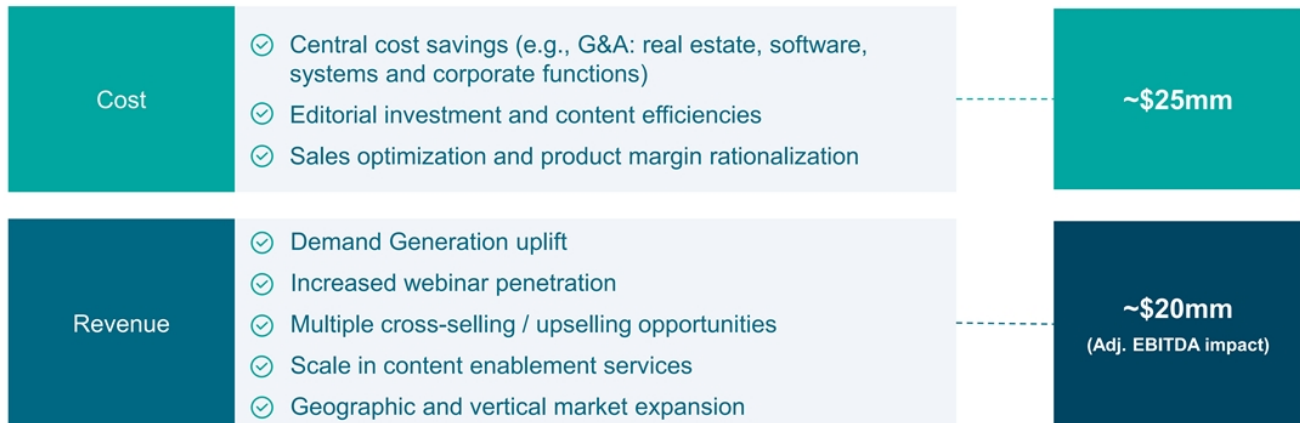 Cost
Central cost savings (e.g., G&A: real estate, software,
systems and corporate functions)
Editorial investment and content efficiencies
Sales optimization and product margin rationalization
~$25mm
Revenue
Demand Generation uplift
Increased webinar penetration
Multiple cross-selling / upselling opportunities
Scale in content enablement services
Geographic and vertical market expansion
~$20mm
(Adj. EBITDA impact)